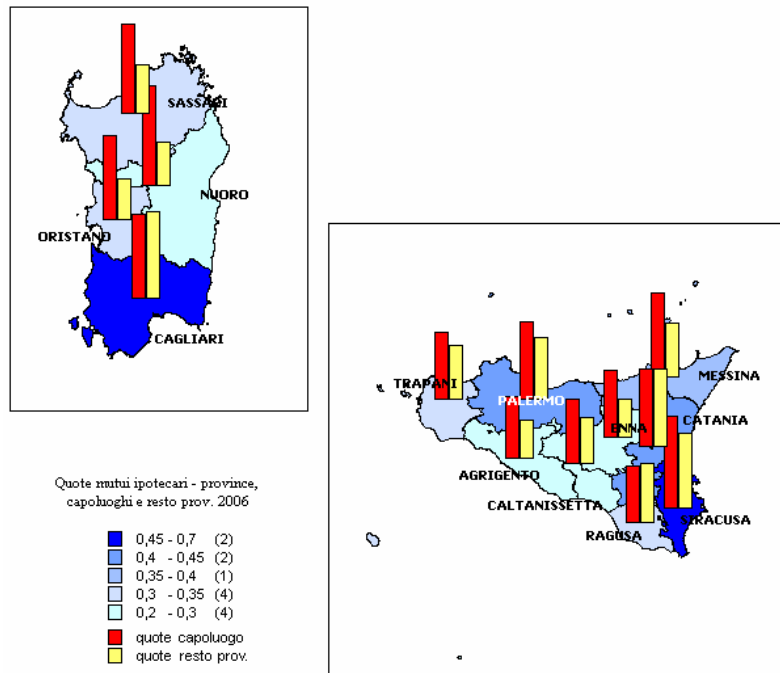 SASSARI
NUORO
ORISTANO
CAGLIARI
MESSINA
TRAPANI
PALERMO
CATANIA
ENNA
AGRIGENTO
CALTANISSETTA
SIRACUSA
RAGUSA
Quote mutui ipotecari - province,
capoluoghi e resto prov. 2006
0,45 - 0,7 (2)
0,4 - 0,45 (2)
0,35 - 0,4 (1)
0,3 - 0,35 (4)
0,2 - 0,3 (4)
quote capoluogo
quote resto prov.